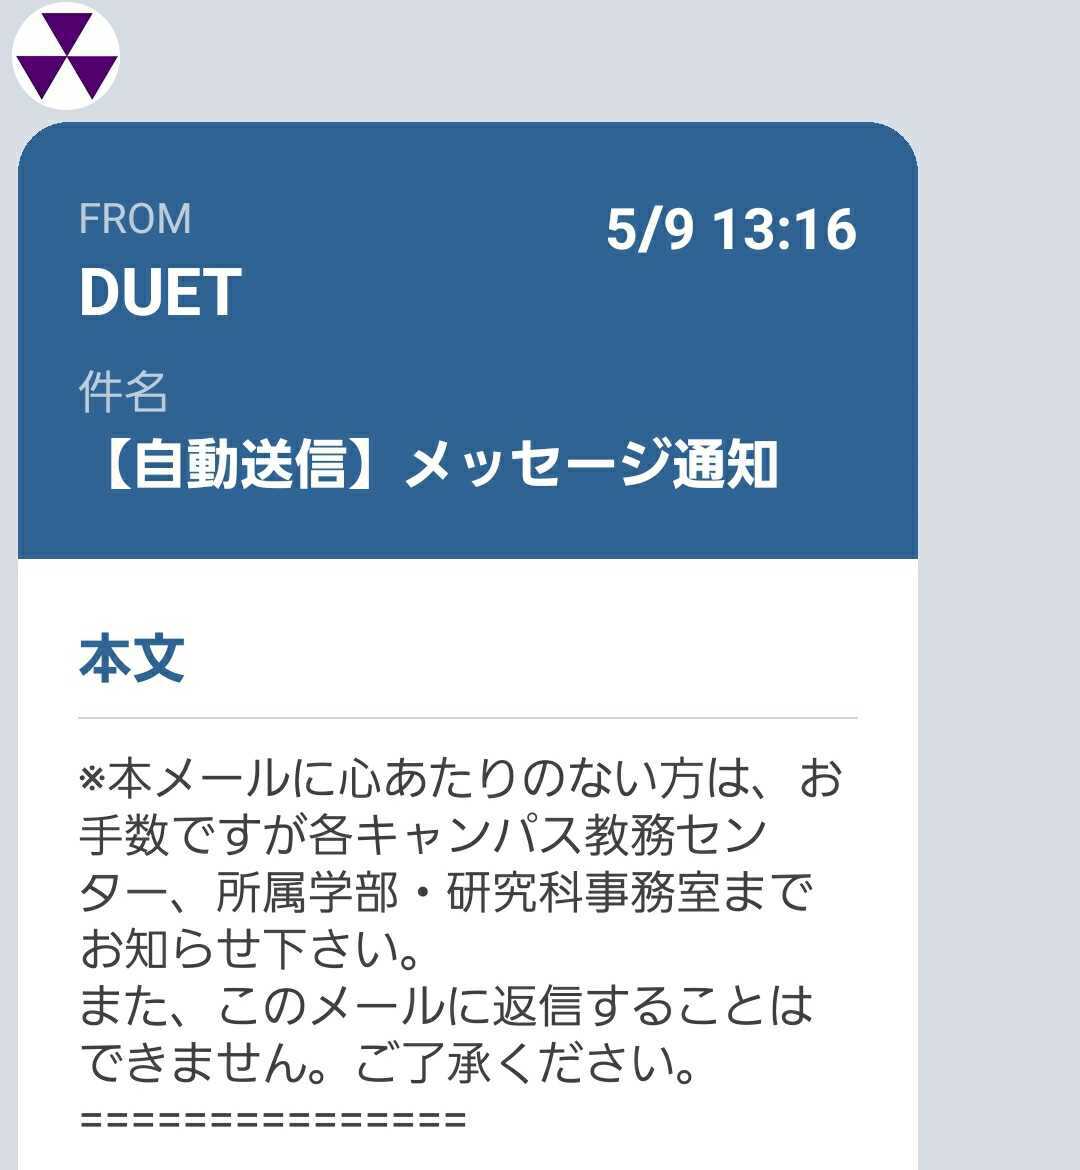 FROM
5/9 13:16
DUET
件名
【自動送信】メッセージ通知
本文
※本メールに心あたりのない方は、お
手数ですが各キャンパス教務セン
ター、所属学部・研究科事務室まで
お知らせ下さい。
また、このメールに返信することは
できません。ご了承ください。
===============